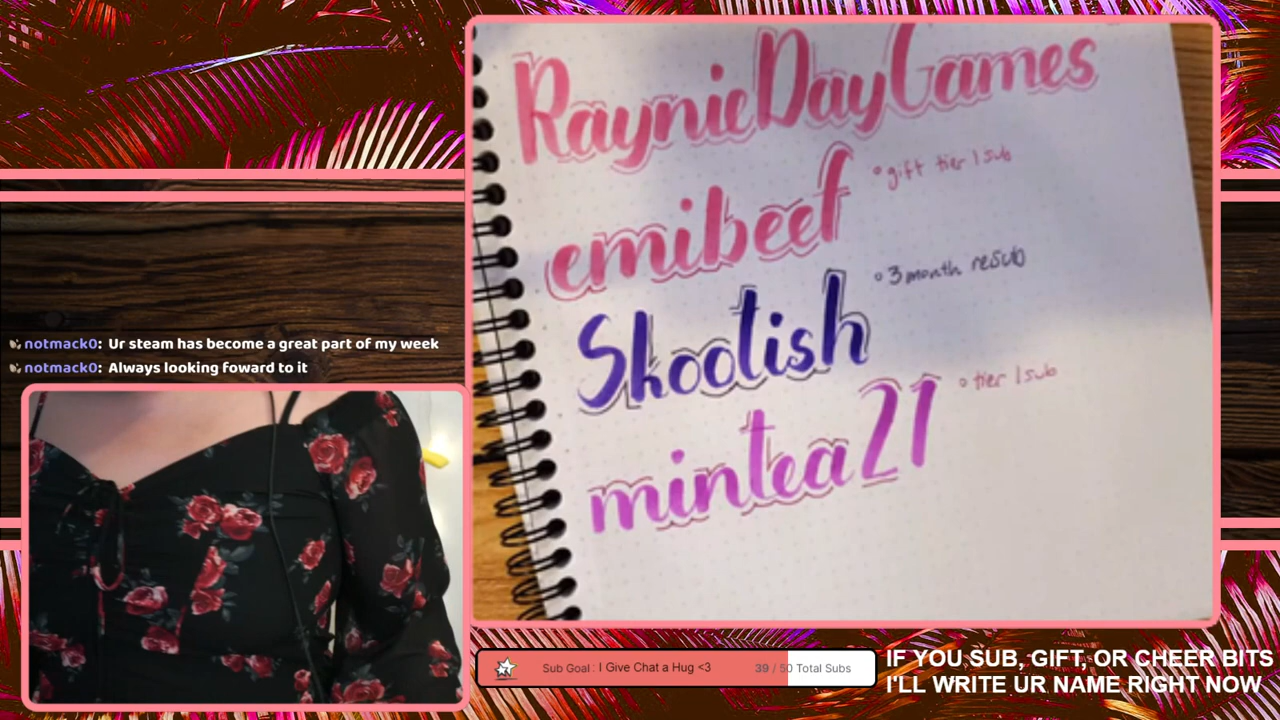 RaynieDayGames
emibeef
gift tier 1 sub
Skootish
3 month resub
mintea21
tier 1 sub
notmack0: Ur steam has become a great part of my week
notmack0: Always looking foward to it
Sub Goal : I Give Chat a Hug <3 39 / 50 Total Subs
IF YOU SUB, GIFT, OR CHEER BITS
I'LL WRITE UR NAME RIGHT NOW